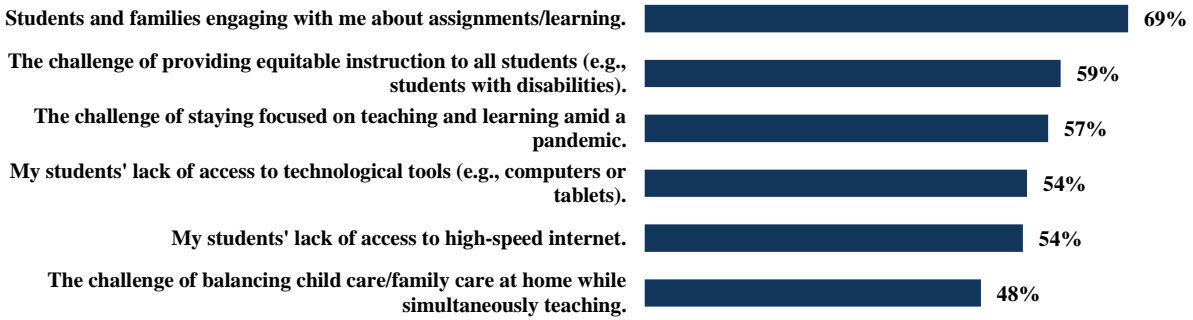 Students and families engaging with me about assignments/learning. 69%
The challenge of providing equitable instruction to all students (e.g.,
students with disabilities). 59%
The challenge of staying focused on teaching and learning amid a
pandemic. 57%
My students' lack of access to technological tools (e.g., computers or
tablets). 54%
My students' lack of access to high-speed internet. 54%
The challenge of balancing child care/family care at home while
simultaneously teaching. 48%